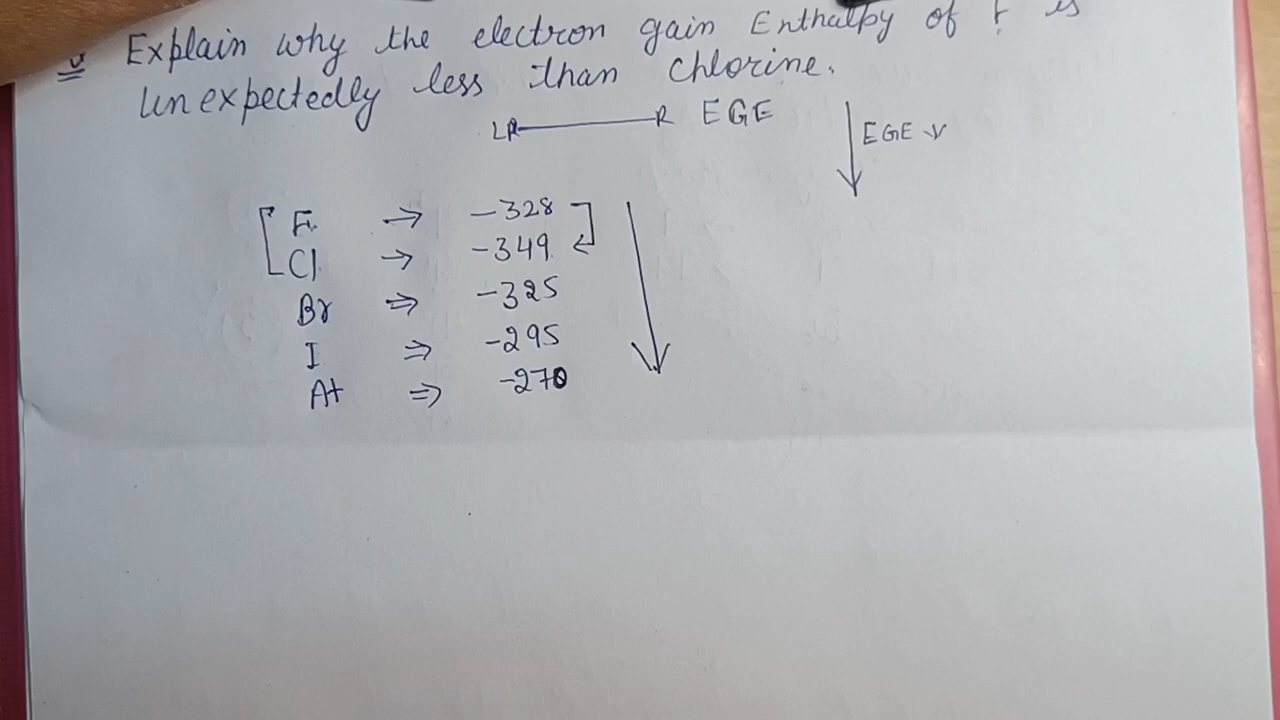 Explain why the electron gain Enthalpy of F is
Unexpectedly less than chlorine.
LR R EGE EGE ↓
F → -328
Cl → -349
Br ⇒ -325
I ⇒ -295
At ⇒ -270